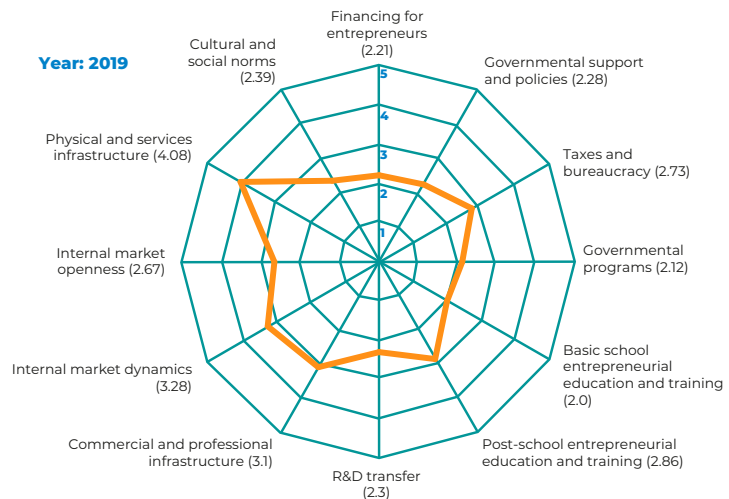 Year: 2019
Financing for
entrepreneurs
(2.21)
Governmental support
and policies (2.28)
Taxes and
bureaucracy (2.73)
Governmental
programs (2.12)
Basic school
entrepreneurial
education and training
(2.0)
Post-school entrepreneurial
education and training (2.86)
R&D transfer
(2.3)
Commercial and professional
infrastructure (3.1)
Internal market dynamics
(3.28)
Internal market
openness (2.67)
Physical and services
infrastructure (4.08)
Cultural and
social norms
(2.39)
5
4
3
2
1